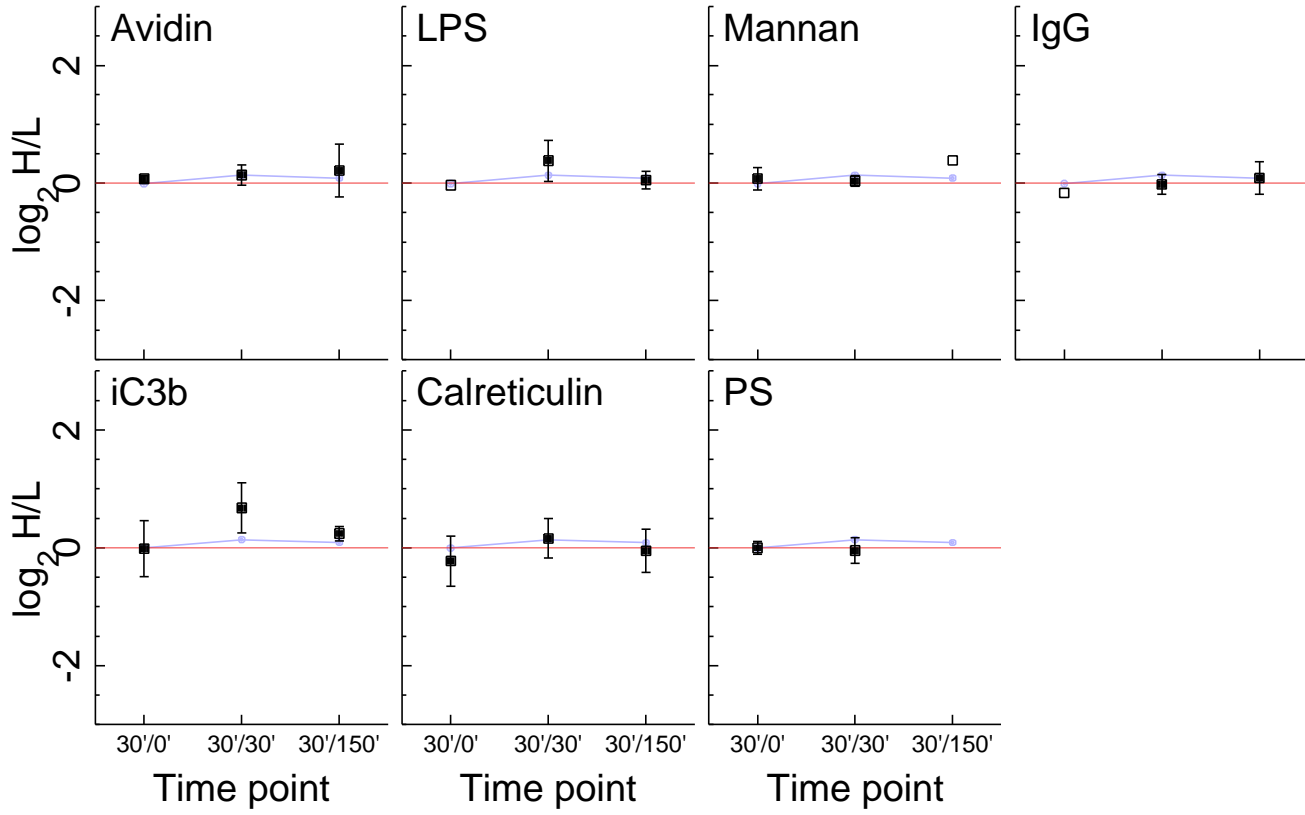 Avidin
LPS
Mannan
IgG
log2 H/L
2
0
-2
iC3b
Calreticulin
PS
log2 H/L
2
0
-2
30'/0' 30'/30' 30'/150'
30'/0' 30'/30' 30'/150'
30'/0' 30'/30' 30'/150'
Time point
Time point
Time point